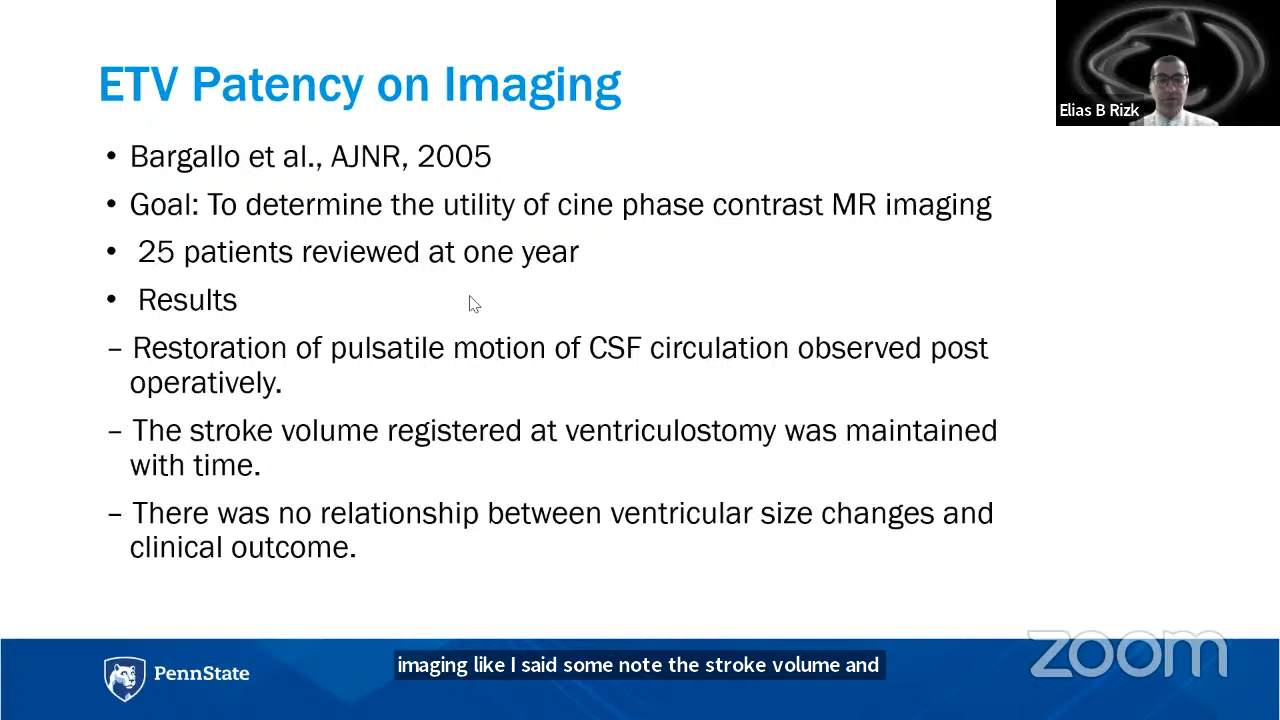 ETV Patency on Imaging
Elias B Rizk
• Bargallo et al., AJNR, 2005
• Goal: To determine the utility of cine phase contrast MR imaging
• 25 patients reviewed at one year
• Results
– Restoration of pulsatile motion of CSF circulation observed post
operatively.
– The stroke volume registered at ventriculostomy was maintained
with time.
– There was no relationship between ventricular size changes and
clinical outcome.
PennState
imaging like I said some note the stroke volume and
zoom